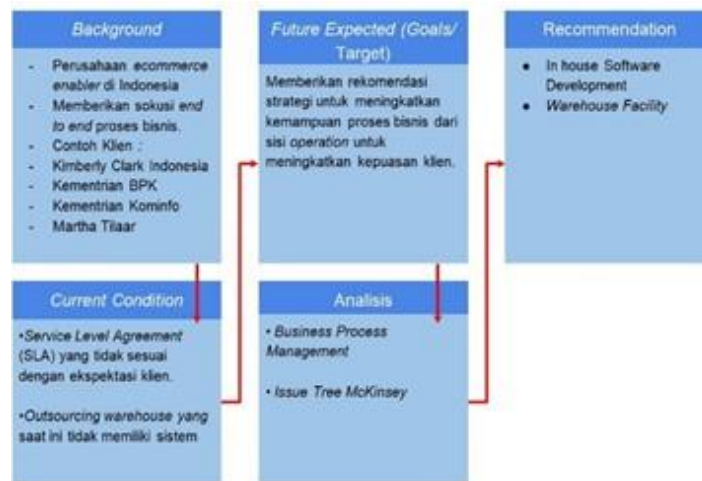 Background
- Perusahaan ecommerce
enabler di Indonesia
- Memberikan sokusi end
to end proses bisnis.
- Contoh Klien :
- Kimberly Clark Indonesia
- Kementrian BPK
- Kementrian Kominfo
- Martha Tilaar
Current Condition
•Service Level Agreement
(SLA) yang tidak sesuai
dengan ekspektasi klien.
•Outsourcing warehouse yang
saat ini tidak memiliki sistem
Future Expected (Goals/
Target)
Memberikan rekomendasi
strategi untuk meningkatkan
kemampuan proses bisnis dari
sisi operation untuk
meningkatkan kepuasan klien.
Analisis
• Business Process
Management
• Issue Tree McKinsey
Recommendation
● In house Software
Development
● Warehouse Facility